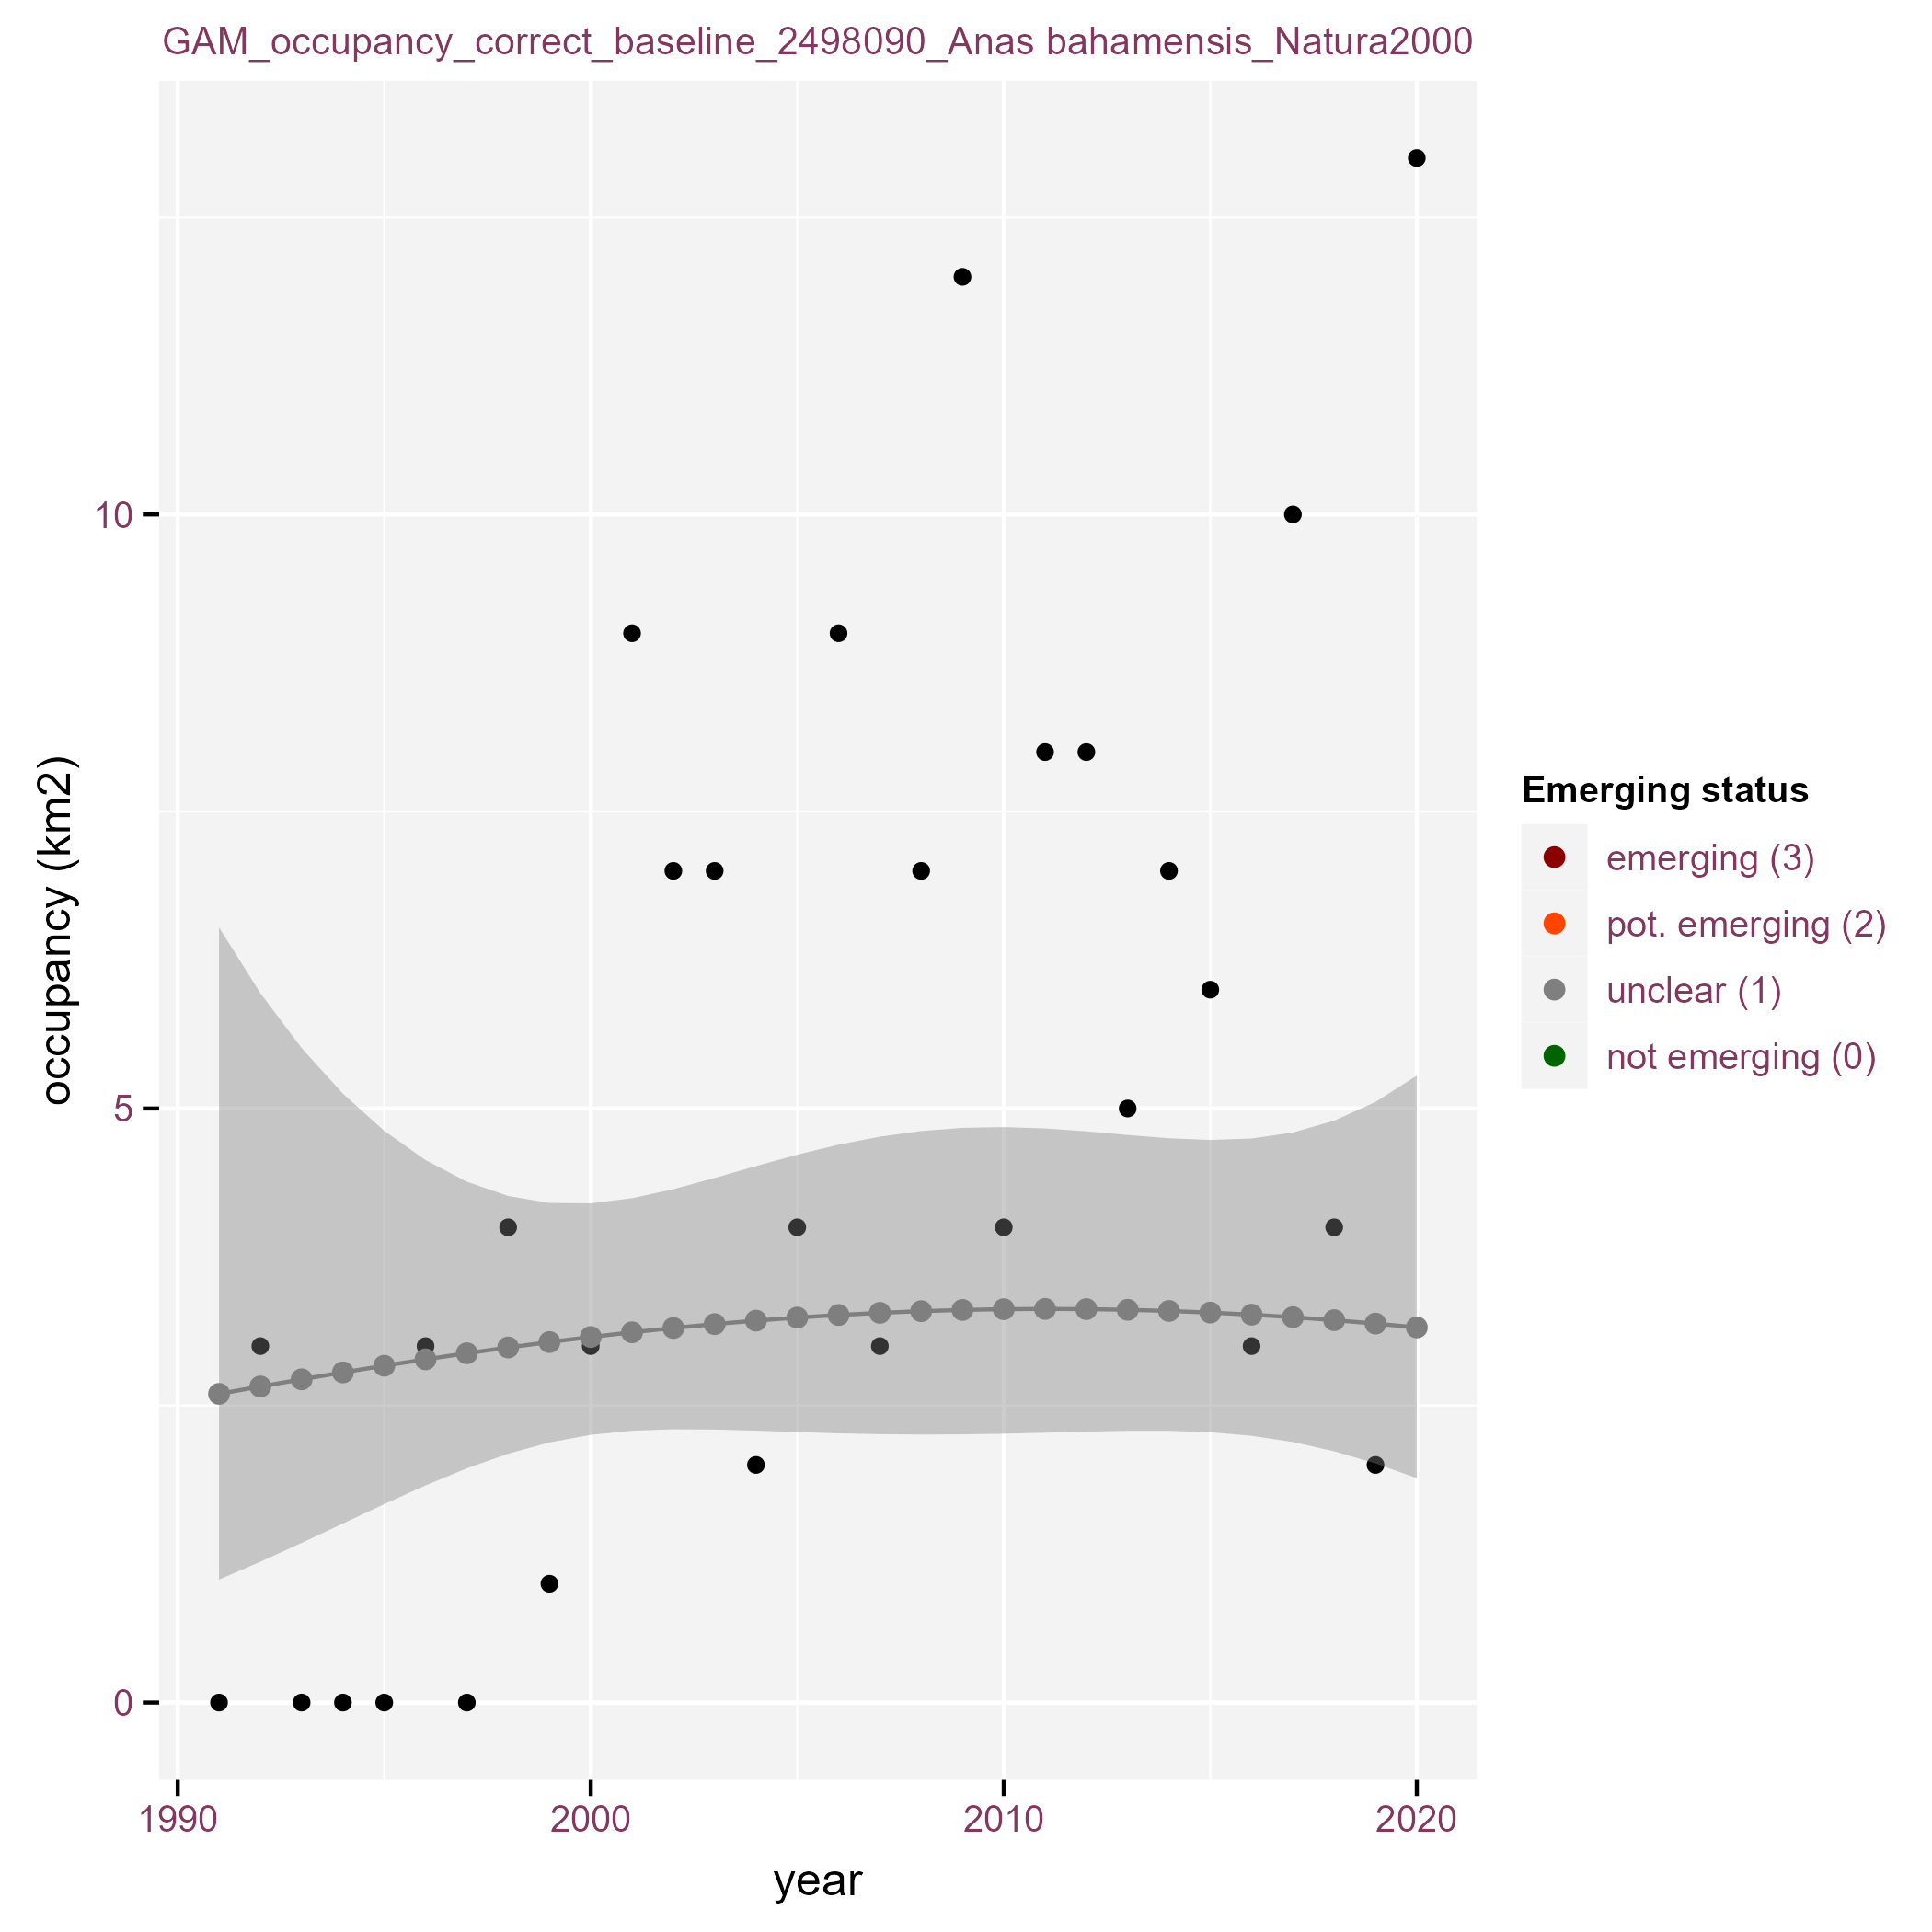 GAM_occupancy_correct_baseline_2498090_Anas bahamensis_Natura2000
occupancy (km2)
10
5
0
1990 2000 2010 2020
year
Emerging status
emerging (3)
pot. emerging (2)
unclear (1)
not emerging (0)